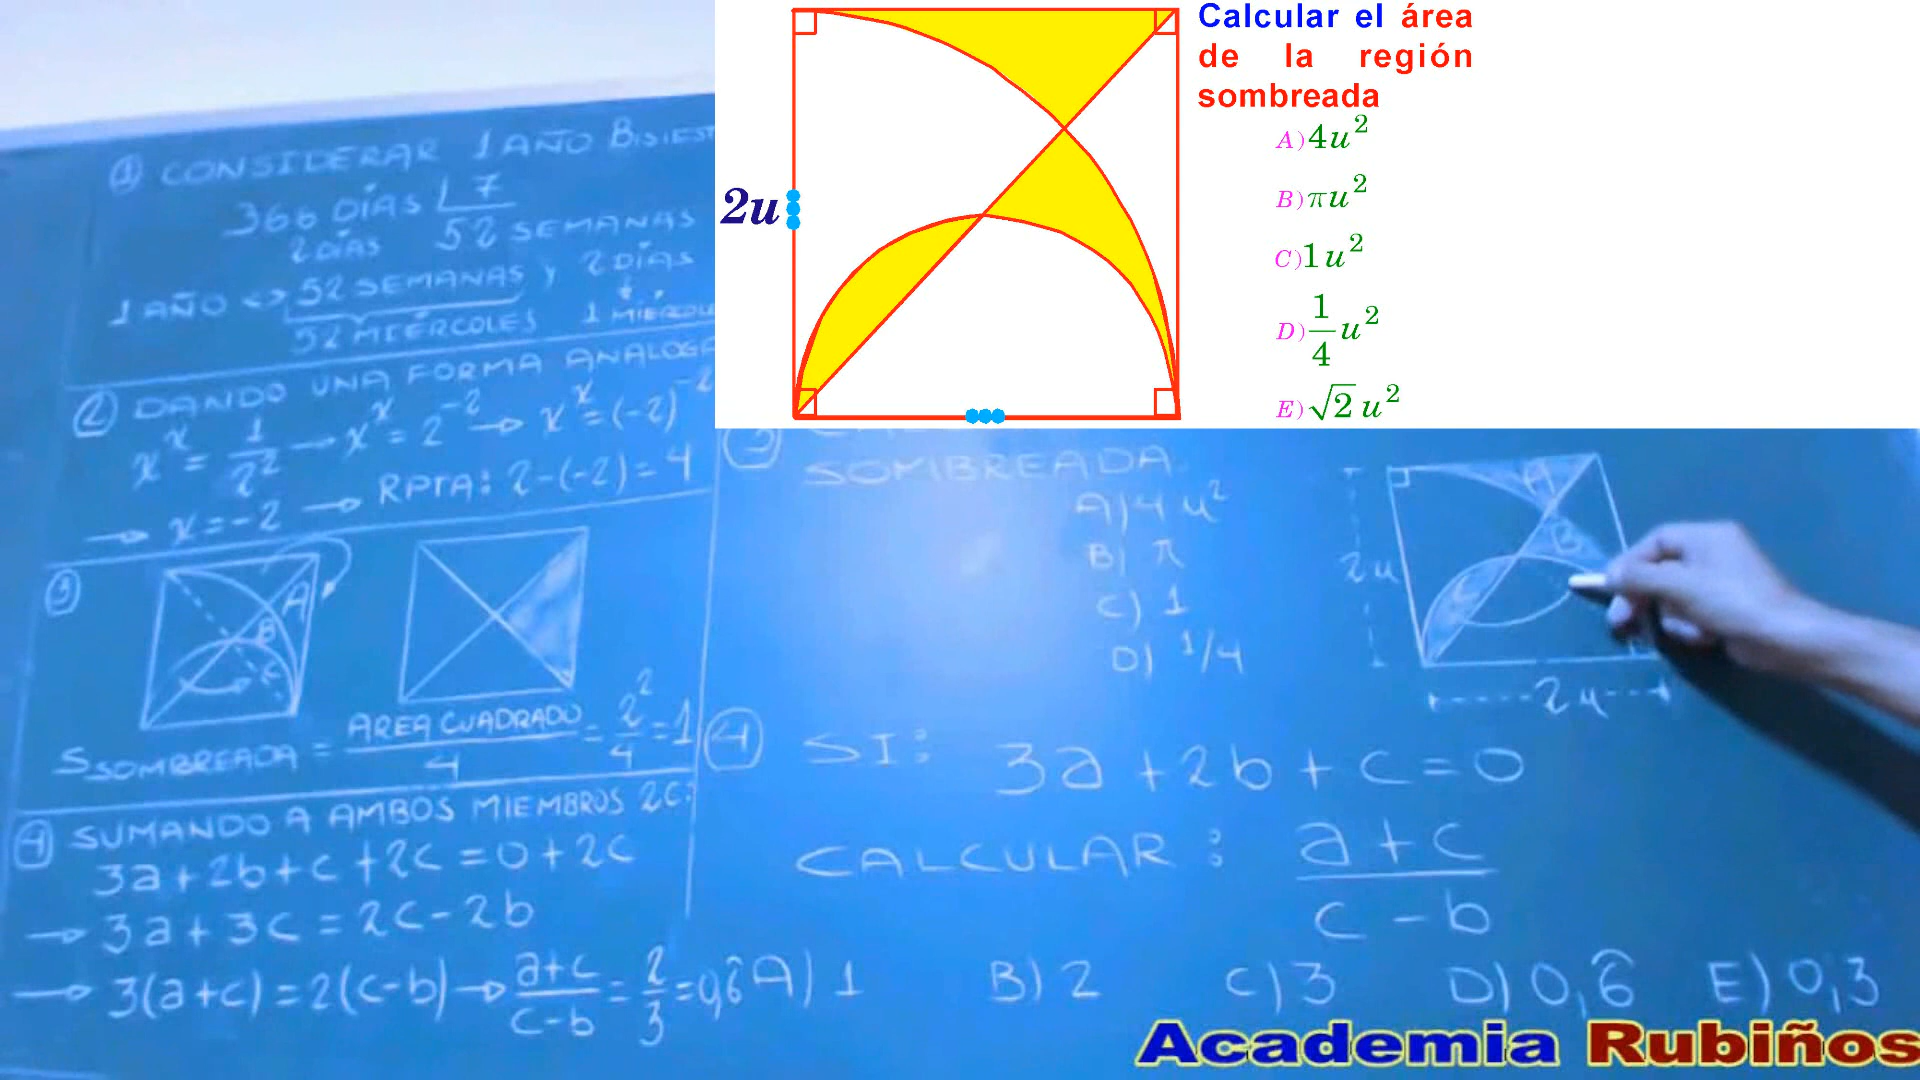 Calcular el área
de la región
sombreada
A) 4u²
B) πu²
C) 1u²
D) 1/4 u²
E) √2 u²
2u
① CONSIDERAR 1 AÑO BISIEST
366 DÍAS 7
2 DÍAS 52 SEMANAS
1 AÑO <-> 52 SEMANAS Y 2 DÍAS
52 MIÉRCOLES 1 MIÉRCOL
② DANDO UNA FORMA ANALOGA
x^x = 1/2² → x^x = 2^-2 → x^x = (-2)^-2
→ x = -2 → RPTA: 2-(-2) = 4
③
A
B
C
S SOMBREADA = AREA CUADRADO/4 = 2²/4 = 1
④ SUMANDO A AMBOS MIEMBROS 2C:
3a+2b+c+2c=0+2c
→ 3a+3c=2c-2b
→ 3(a+c)=2(c-b) → a+c/c-b = 2/3 = 0,6̂
SOMBREADA
A) 4 u²
B) π
C) 1
D) 1/4
A
B
C
2u
2u
④ SI: 3a+2b+c=0
CALCULAR: a+c/c-b
A) 1 B) 2 C) 3 D) 0,6̂ E) 0,3
Academia Rubiños